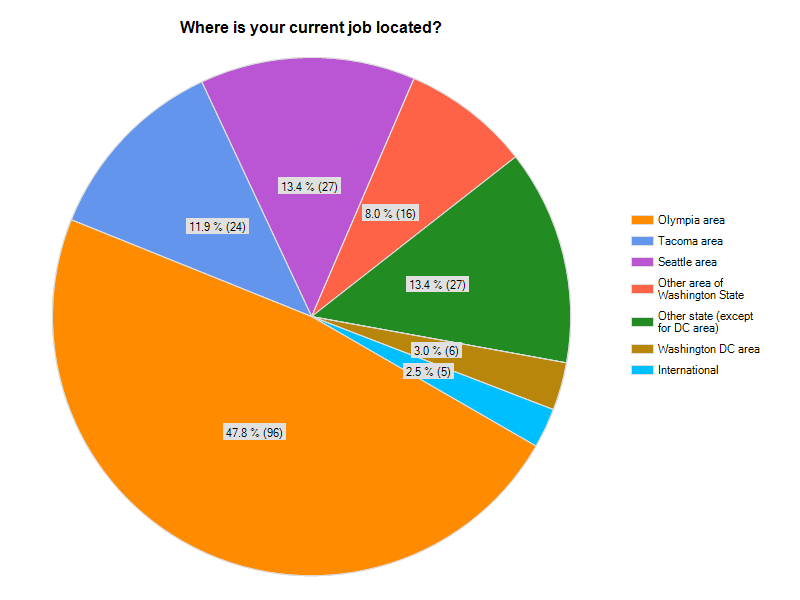 Where is your current job located?
13.4 % (27)
8.0 % (16)
11.9 % (24)
13.4 % (27)
3.0 % (6)
2.5 % (5)
47.8 % (96)
Olympia area
Tacoma area
Seattle area
Other area of
Washington State
Other state (except
for DC area)
Washington DC area
International